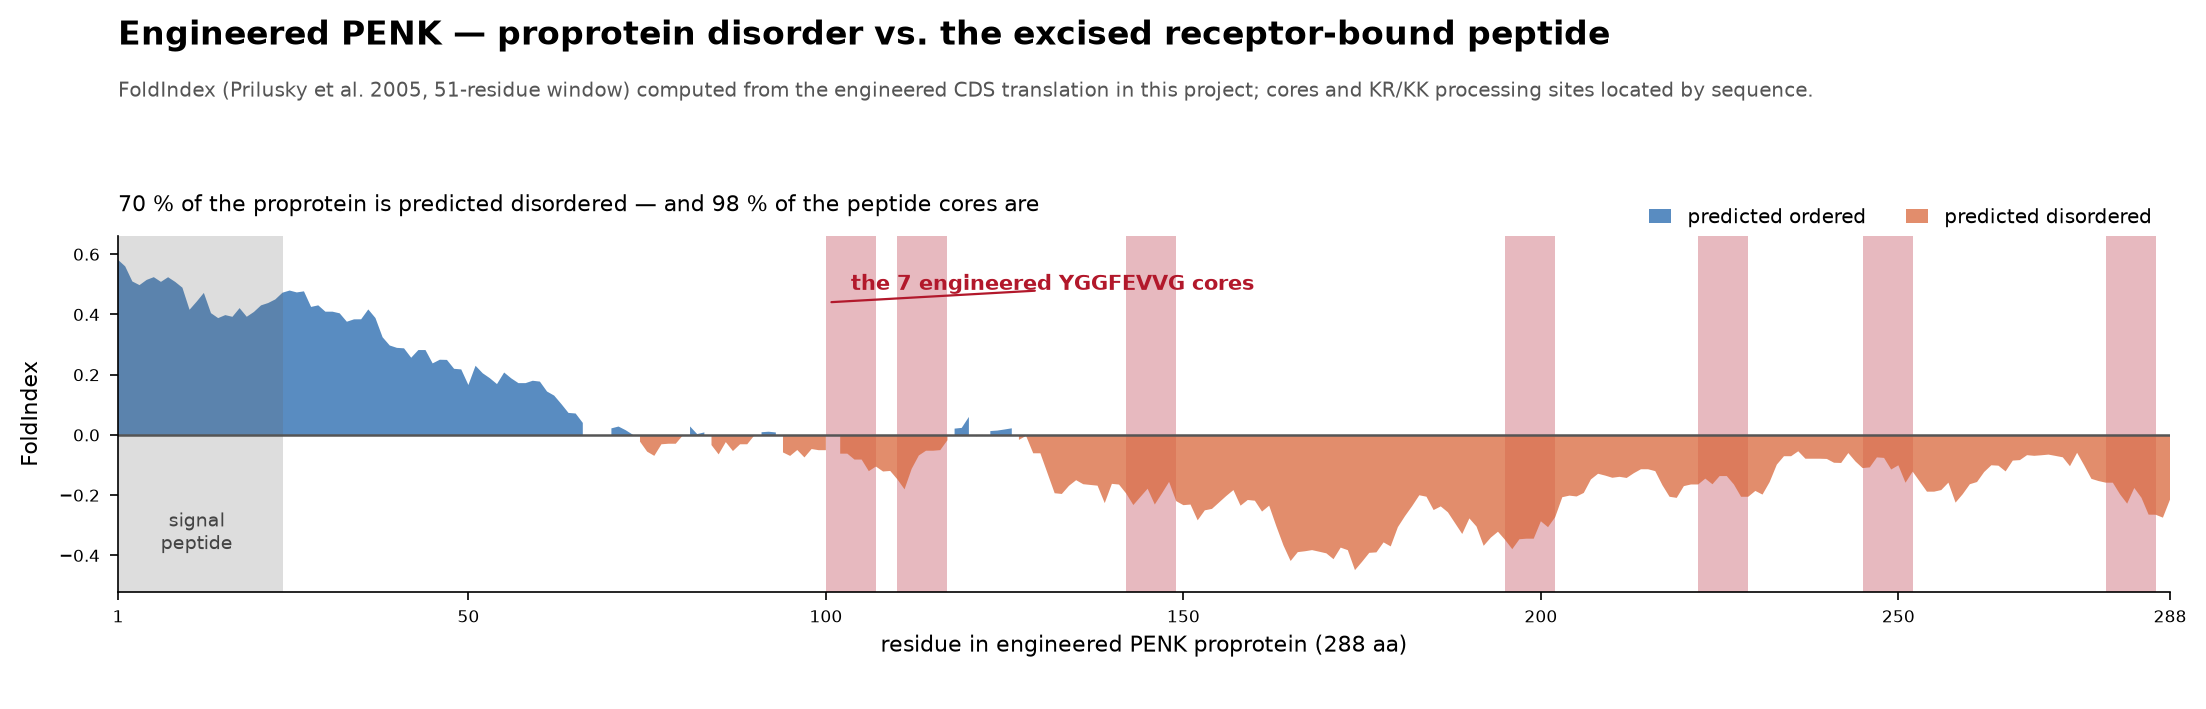 Engineered PENK — proprotein disorder vs. the excised receptor-bound peptide
FoldIndex (Prilusky et al. 2005, 51-residue window) computed from the engineered CDS translation in this project; cores and KR/KK processing sites located by sequence.
70 % of the proprotein is predicted disordered — and 98 % of the peptide cores are
predicted ordered
predicted disordered
the 7 engineered YGGFEVVG cores
0.6
0.4
0.2
0.0
−0.2
−0.4
FoldIndex
signal
peptide
1
50
100
150
200
250
288
residue in engineered PENK proprotein (288 aa)